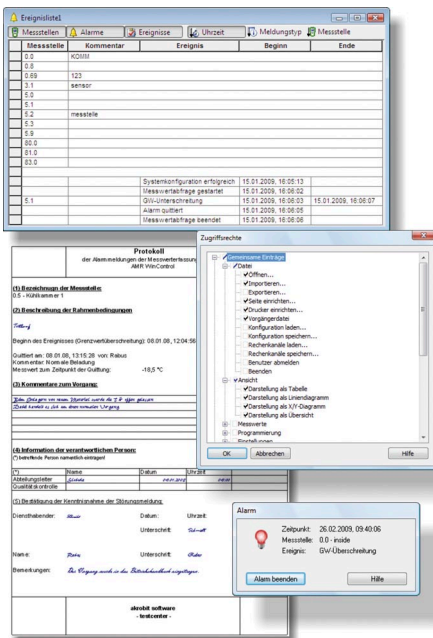 Ereignisliste1
Messstellen Alarme Ereignisse Uhrzeit Meldungstyp Messstelle
Messstelle Kommentar Ereignis Beginn Ende
0.0 KOMM
0.8
0.69 123
3.1 sensor
5.0
5.1
5.2 messtelle
5.3
5.9
80.0
81.0
83.0
Systemkonfiguration erfolgreich 15.01.2009, 16:05:13
Messwertabfrage gestartet 15.01.2009, 16:06:02
5.1 GW-Unterschreitung 15.01.2009, 16:06:03 15.01.2009, 16:06:07
Alarm quittiert 15.01.2009, 16:06:05
Messwertabfrage beendet 15.01.2009, 16:06:06
Protokoll
der Alarmmeldungen der Messwerterfassung
AMR WinControl
(1) Bezeichnugn der Messstelle:
0.5 - Kühlkammer 1
(2) Beschreibung der Rahmenbedingungen
Beginn des Ereignisses (Grenzwertüberschreitung): 08.01.08, 12:04:56
Quittiert am: 08.01.08, 13:15:28 von: Rabus
Kommentar: Normale Beladung
Messwert zum Zeitpunkt der Quittung: -18,5 °C
(3) Kommentare zum Vorgang:
(4) Information der verantwortlichen Person:
(*) betreffende Person namentlich eintragen!
(*) Name Datum Uhrzeit
Abteilungsleiter
Qualitätskontrolle
(5) Bestätigung der Kenntnisnahme der Störungsmeldung:
Diensthabender: Datum: Uhrzeit:
Unterschrift:
Name: Unterschrift:
Bemerkungen:
akrobit software
- testcenter -
Zugriffsrechte
Gemeinsame Einträge
Datei
Öffnen...
Importieren...
Exportieren...
Seite einrichten...
Drucker einrichten...
Vorgängerdatei
Konfiguration laden...
Konfiguration speichern...
Rechenkanäle laden...
Rechenkanäle speichern...
Benutzer abmelden
Beenden
Ansicht
Darstellung als Tabelle
Darstellung als Liniendiagramm
Darstellung als X/Y-Diagramm
Darstellung als Übersicht
Messwerte
Programmierung
Einstellungen
OK Abbrechen Hilfe
Alarm
Zeitpunkt: 26.02.2009, 09:40:06
Messstelle: 0.0 - inside
Ereignis: GW-Überschreitung
Alarm beenden Hilfe